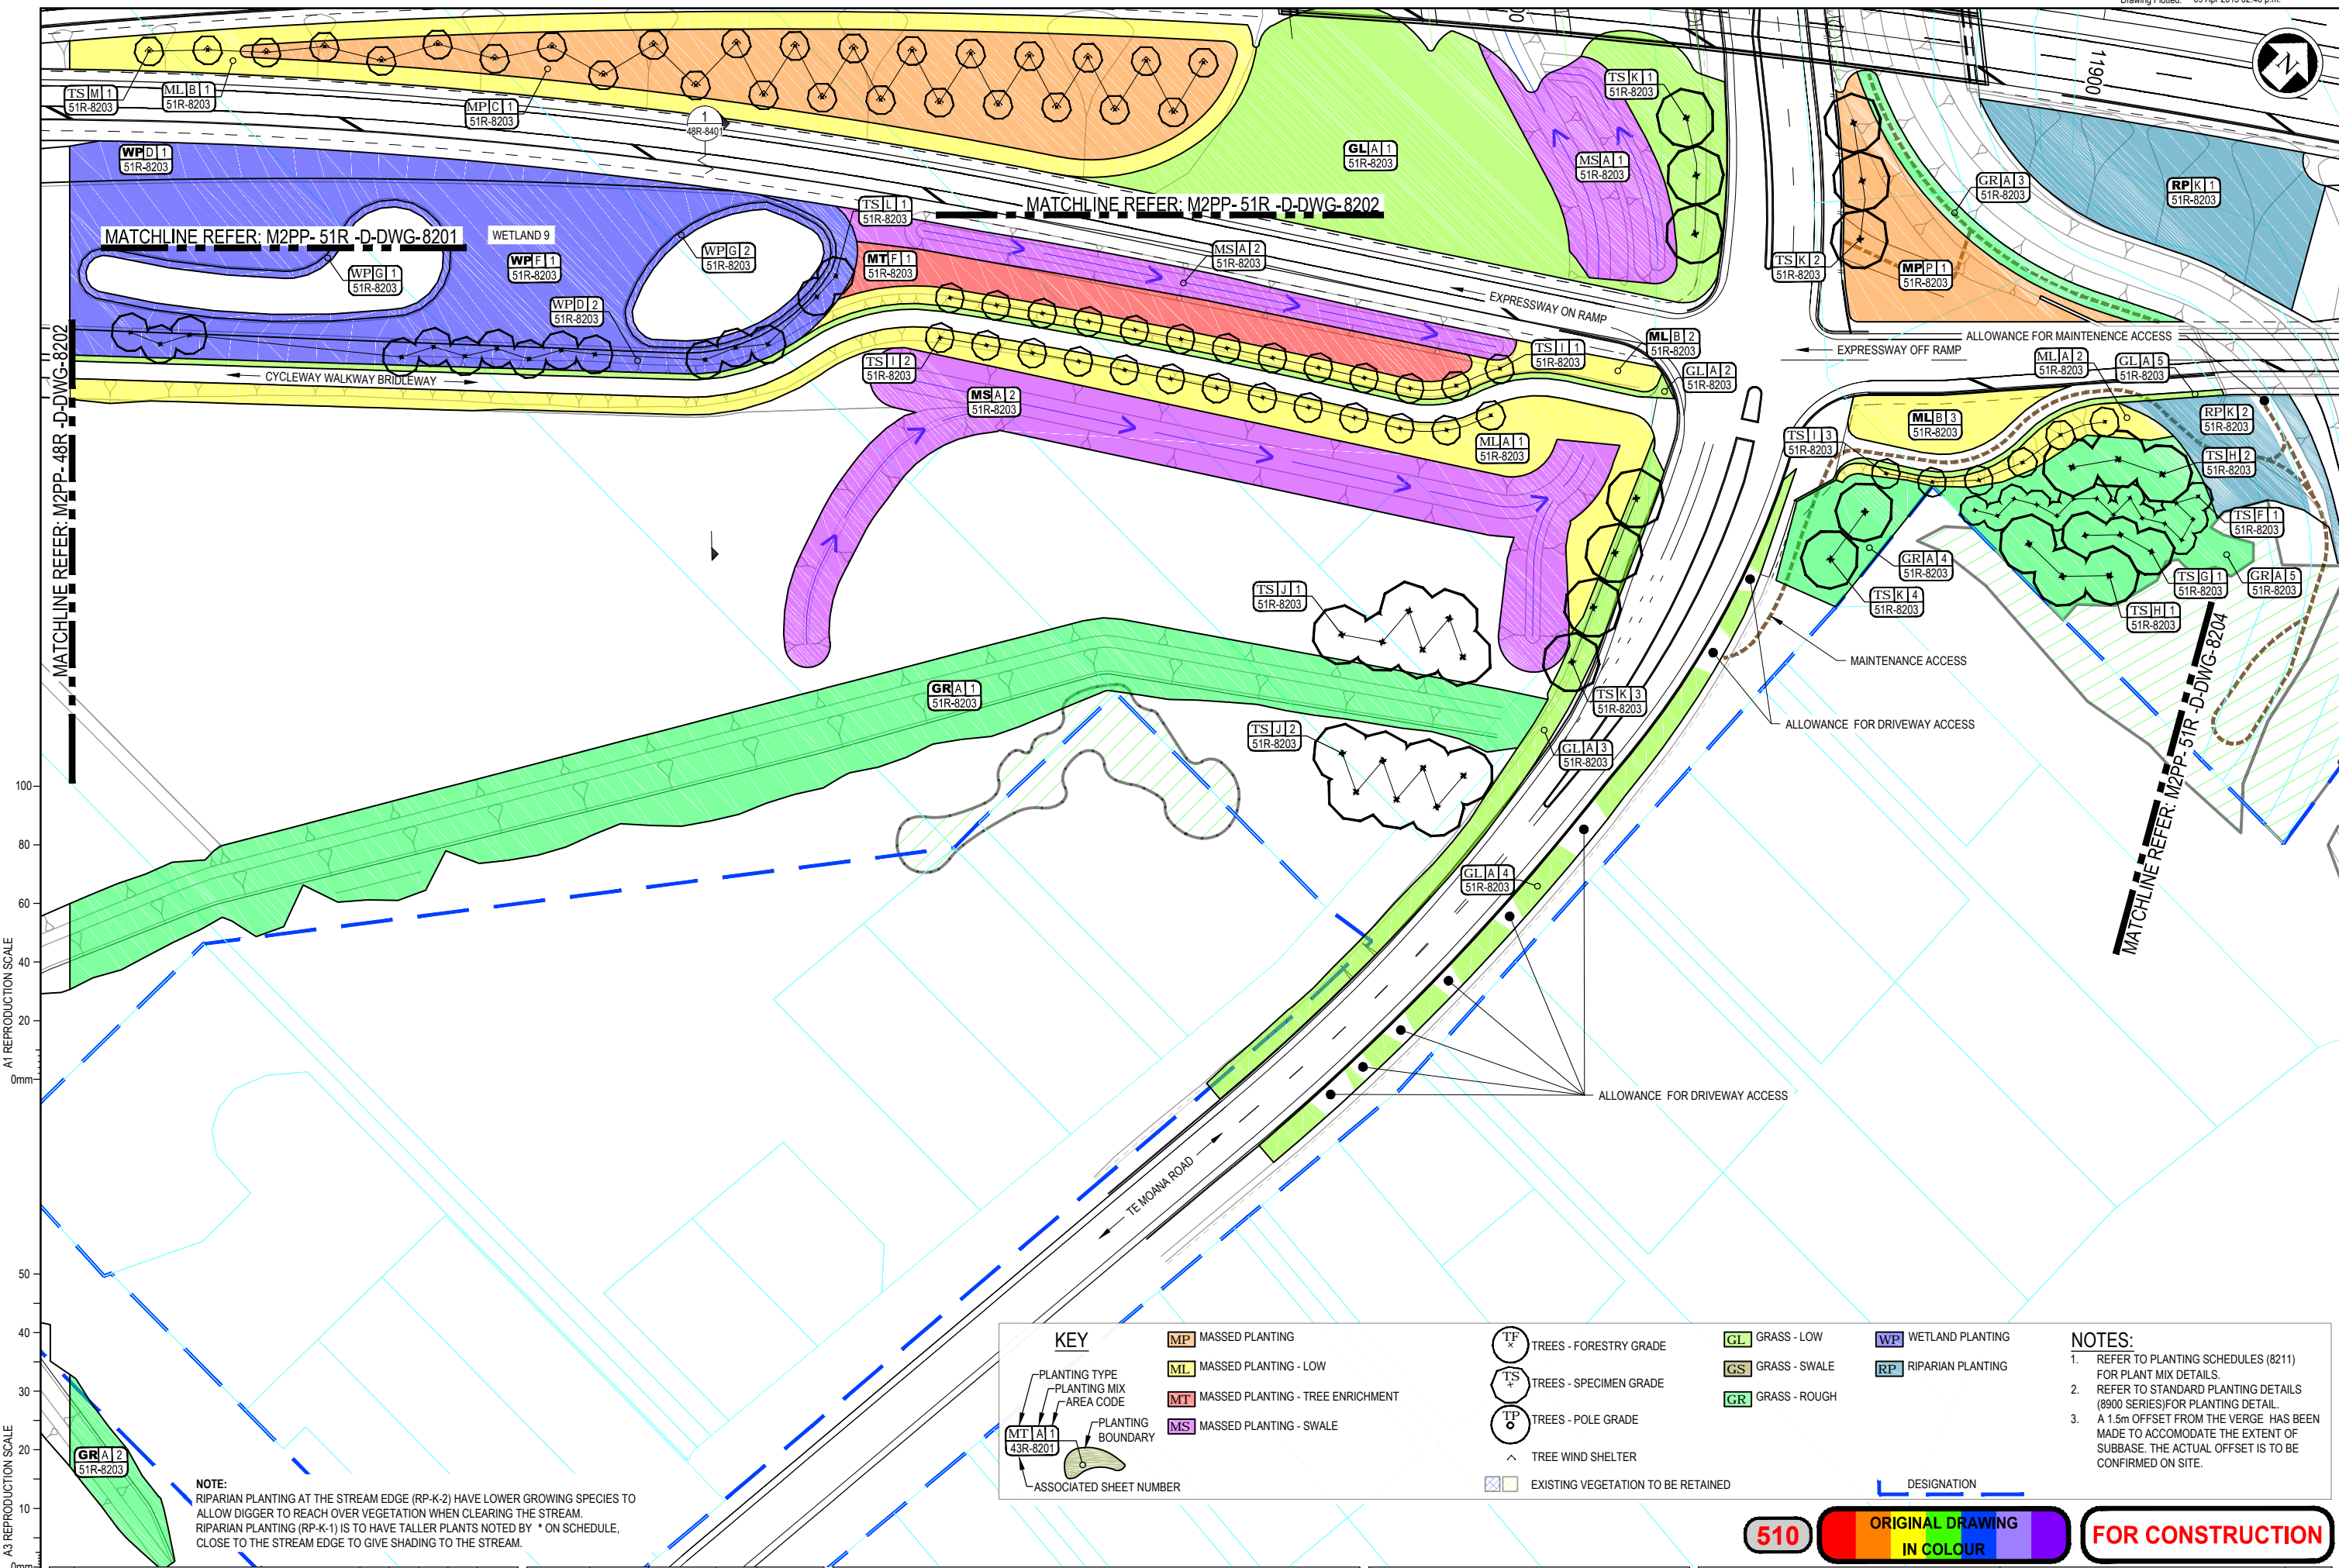 TS M 1
51R-8203
ML B 1
51R-8203
MP C 1
51R-8203
1
48R-8401
WP D 1
51R-8203
GL A 1
51R-8203
TS K 1
51R-8203
MS A 1
51R-8203
11900
N
GR A 3
51R-8203
RP K 1
51R-8203
TS L 1
51R-8203
MATCHLINE REFER: M2PP- 51R -D-DWG-8202
MATCHLINE REFER: M2PP- 51R -D-DWG-8201
WETLAND 9
WP G 1
51R-8203
WP F 1
51R-8203
WP G 2
51R-8203
MT F 1
51R-8203
MS A 2
51R-8203
TS K 2
51R-8203
MP P 1
51R-8203
WP D 2
51R-8203
EXPRESSWAY ON RAMP
ALLOWANCE FOR MAINTENENCE ACCESS
EXPRESSWAY OFF RAMP
ML B 2
51R-8203
TS I 1
51R-8203
TS I 2
51R-8203
GL A 2
51R-8203
ML A 2
51R-8203
GL A 5
51R-8203
CYCLEWAY WALKWAY BRIDLEWAY
MS A 2
51R-8203
ML B 3
51R-8203
RP K 2
51R-8203
TS I 3
51R-8203
ML A 1
51R-8203
TS H 2
51R-8203
MATCHLINE REFER: M2PP- 48R -D-DWG-8202
TS F 1
51R-8203
GR A 4
51R-8203
TS K 4
51R-8203
TS G 1
51R-8203
GR A 5
51R-8203
TS H 1
51R-8203
TS J 1
51R-8203
MAINTENANCE ACCESS
GR A 1
51R-8203
TS K 3
51R-8203
ALLOWANCE FOR DRIVEWAY ACCESS
TS J 2
51R-8203
GL A 3
51R-8203
MATCHLINE REFER: M2PP- 51R -D-DWG-8204
GL A 4
51R-8203
ALLOWANCE FOR DRIVEWAY ACCESS
TE MOANA ROAD
100
80
60
40
20
0mm
A1 REPRODUCTION SCALE
50
40
30
20
10
0mm
A3 REPRODUCTION SCALE
GR A 2
51R-8203
NOTE:
RIPARIAN PLANTING AT THE STREAM EDGE (RP-K-2) HAVE LOWER GROWING SPECIES TO
ALLOW DIGGER TO REACH OVER VEGETATION WHEN CLEARING THE STREAM.
RIPARIAN PLANTING (RP-K-1) IS TO HAVE TALLER PLANTS NOTED BY * ON SCHEDULE,
CLOSE TO THE STREAM EDGE TO GIVE SHADING TO THE STREAM.
KEY
PLANTING TYPE
PLANTING MIX
AREA CODE
PLANTING
BOUNDARY
MT A 1
43R-8201
ASSOCIATED SHEET NUMBER
MP MASSED PLANTING
ML MASSED PLANTING - LOW
MT MASSED PLANTING - TREE ENRICHMENT
MS MASSED PLANTING - SWALE
TF TREES - FORESTRY GRADE
TS TREES - SPECIMEN GRADE
TP TREES - POLE GRADE
TREE WIND SHELTER
EXISTING VEGETATION TO BE RETAINED
GL GRASS - LOW
GS GRASS - SWALE
GR GRASS - ROUGH
WP WETLAND PLANTING
RP RIPARIAN PLANTING
DESIGNATION
NOTES:
1. REFER TO PLANTING SCHEDULES (8211)
FOR PLANT MIX DETAILS.
2. REFER TO STANDARD PLANTING DETAILS
(8900 SERIES)FOR PLANTING DETAIL.
3. A 1.5m OFFSET FROM THE VERGE HAS BEEN
MADE TO ACCOMODATE THE EXTENT OF
SUBBASE. THE ACTUAL OFFSET IS TO BE
CONFIRMED ON SITE.
510
ORIGINAL DRAWING
IN COLOUR
FOR CONSTRUCTION